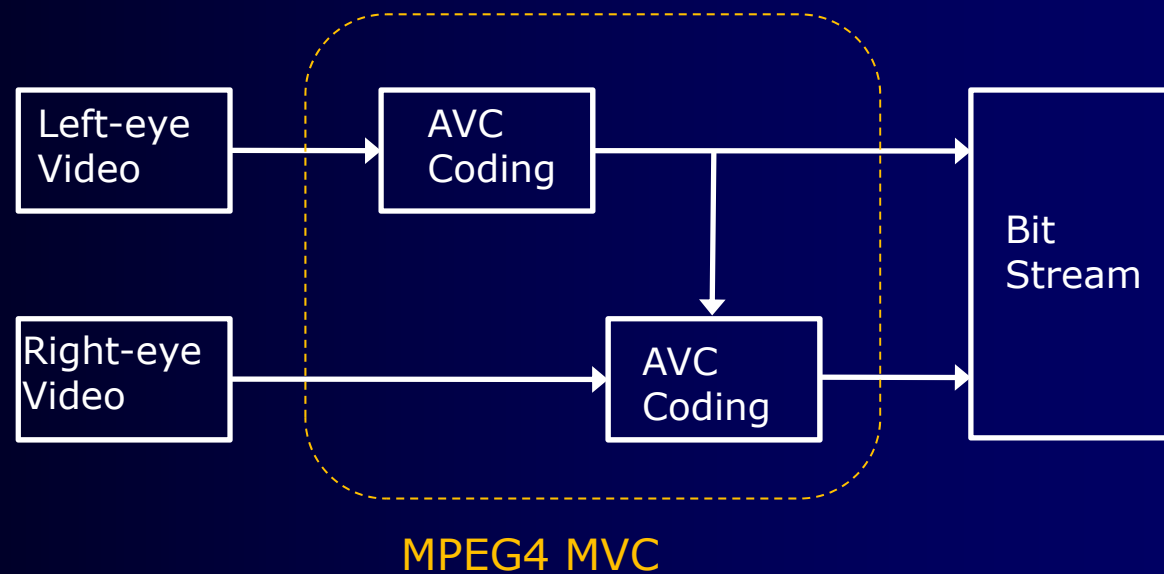 Left-eye
Video
AVC
Coding
Bit
Stream
Right-eye
Video
AVC
Coding
MPEG4 MVC